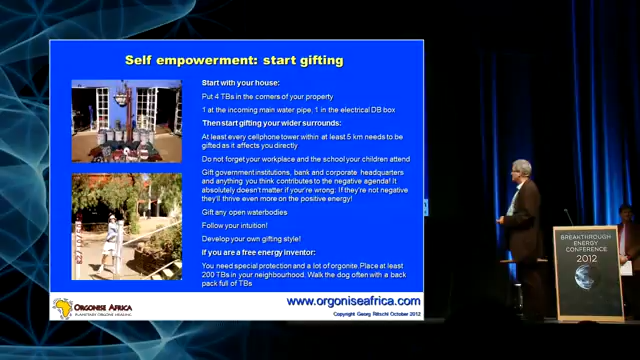 Self empowerment: start gifting
Start with your house:
Put 4 TBs in the corners of your property
1 at the incoming main water pipe, 1 in the electrical DB box
Then start gifting your wider surrounds:
At least every cellphone tower within at least 5 km needs to be
gifted as it affects you directly
Do not forget your workplace and the school your children attend
Gift government institutions, bank and corporate headquarters
and anything you think contributes to the negative agenda! It
absolutely doesn't matter if your're wrong: If they're not negative
they'll thrive even more on the positive energy!
Gift any open waterbodies
Follow your intuition!
Develop your own gifting style!
If you are a free energy inventor:
You need special protection and a lot of orgonite. Place at least
200 TBs in your neighbourhood. Walk the dog often with a back
pack full of TBs
ORGONISE AFRICA
PLANETARY ORGONE HEALING
www.orgoniseafrica.com
Copyright Georg Ritschl October 2012
BREAKTHROUGH
ENERGY
CONFERENCE
2012